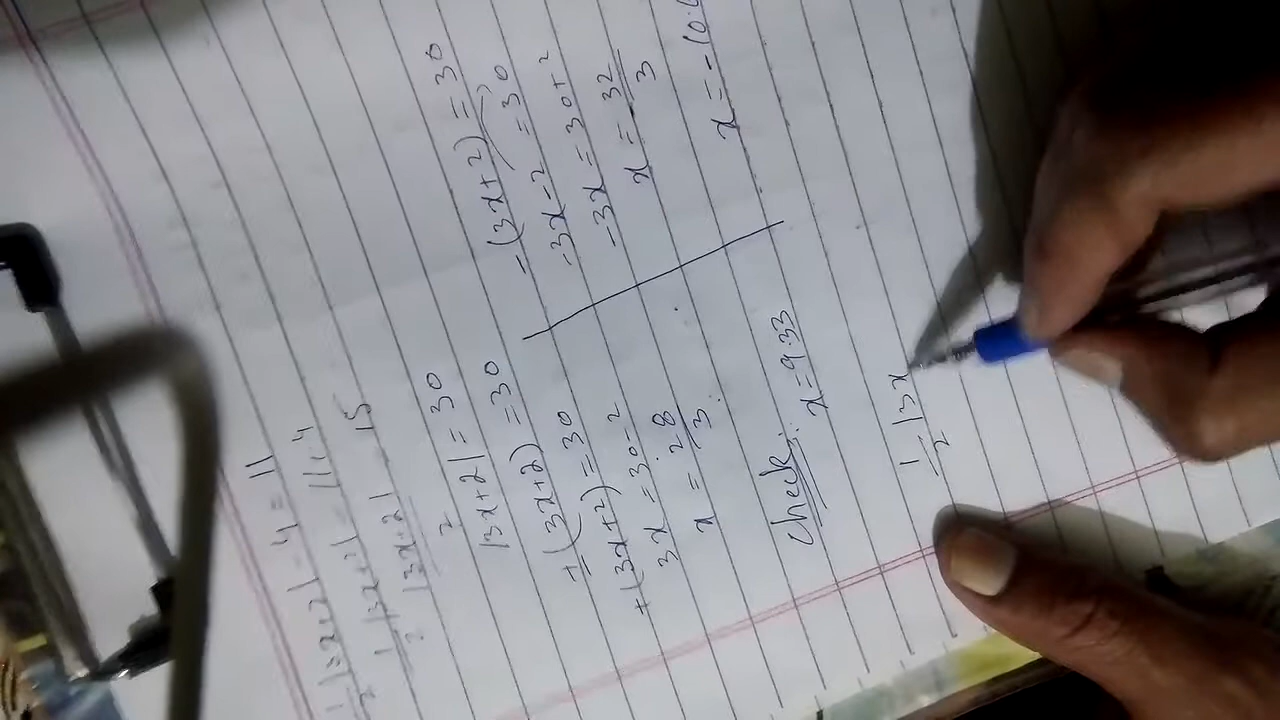 1/2 |3x+2| - 4 = 11
1/2 |3x+2| = 11+4
|3x+2| / 2 = 15
|3x+2| = 30
|3x+2) = 30
± (3x+2) = 30
+(3x+2) = 30
3x = 30-2
x = 28/3
-(3x+2) = 30
-3x-2 = 30
-3x = 30+2
x = 32/3
x = -10.
Check:
x = 9.33
1/2 |3x